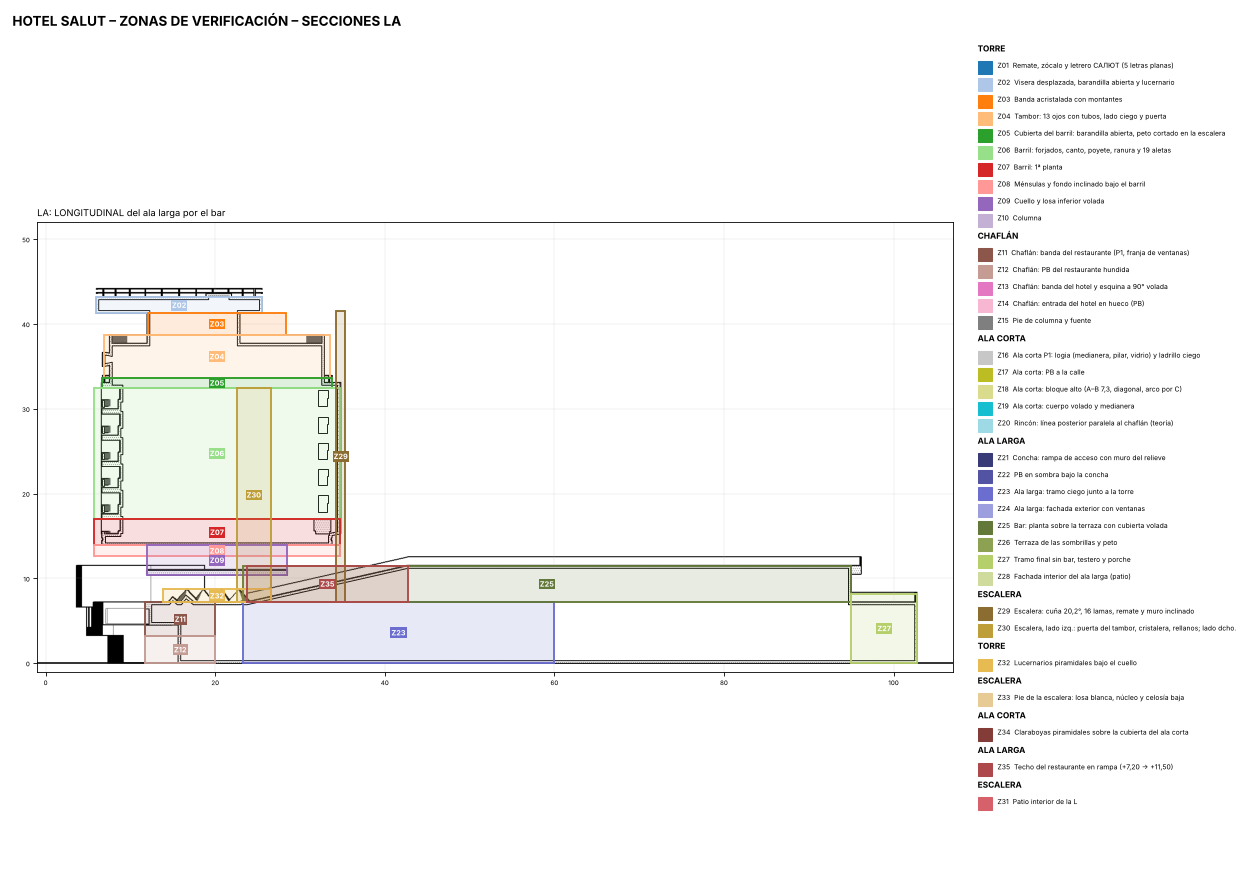 HOTEL SALUT – ZONAS DE VERIFICACIÓN – SECCIONES LA
TORRE
Z01 Remate, zócalo y letrero САЛЮТ (5 letras planas)
Z02 Visera desplazada, barandilla abierta y lucernario
Z03 Banda acristalada con montantes
Z04 Tambor: 13 ojos con tubos, lado ciego y puerta
Z05 Cubierta del barril: barandilla abierta, peto cortado en la escalera
Z06 Barril: forjados, canto, poyete, ranura y 19 aletas
Z07 Barril: 1ª planta
Z08 Ménsulas y fondo inclinado bajo el barril
Z09 Cuello y losa inferior volada
Z10 Columna
CHAFLÁN
Z11 Chaflán: banda del restaurante (P1, franja de ventanas)
Z12 Chaflán: PB del restaurante hundida
Z13 Chaflán: banda del hotel y esquina a 90° volada
Z14 Chaflán: entrada del hotel en hueco (PB)
Z15 Pie de columna y fuente
ALA CORTA
Z16 Ala corta P1: logia (medianera, pilar, vidrio) y ladrillo ciego
Z17 Ala corta: PB a la calle
Z18 Ala corta: bloque alto (A–B 7,3, diagonal, arco por C)
Z19 Ala corta: cuerpo volado y medianera
Z20 Rincón: línea posterior paralela al chaflán (teoría)
ALA LARGA
Z21 Concha: rampa de acceso con muro del relieve
Z22 PB en sombra bajo la concha
Z23 Ala larga: tramo ciego junto a la torre
Z24 Ala larga: fachada exterior con ventanas
Z25 Bar: planta sobre la terraza con cubierta volada
Z26 Terraza de las sombrillas y peto
Z27 Tramo final sin bar, testero y porche
Z28 Fachada interior del ala larga (patio)
ESCALERA
Z29 Escalera: cuña 20,2°, 16 lamas, remate y muro inclinado
Z30 Escalera, lado izq.: puerta del tambor, cristalera, rellanos; lado dcho.
TORRE
Z32 Lucernarios piramidales bajo el cuello
ESCALERA
Z33 Pie de la escalera: losa blanca, núcleo y celosía baja
ALA CORTA
Z34 Claraboyas piramidales sobre la cubierta del ala corta
ALA LARGA
Z35 Techo del restaurante en rampa (+7,20 → +11,50)
ESCALERA
Z31 Patio interior de la L
LA: LONGITUDINAL del ala larga por el bar
50
40
30
20
10
0
0
20
40
60
80
100
Z02
Z03
Z04
Z05
Z06
Z29
Z30
Z07
Z08
Z09
Z32
Z35
Z25
Z11
Z23
Z27
Z12